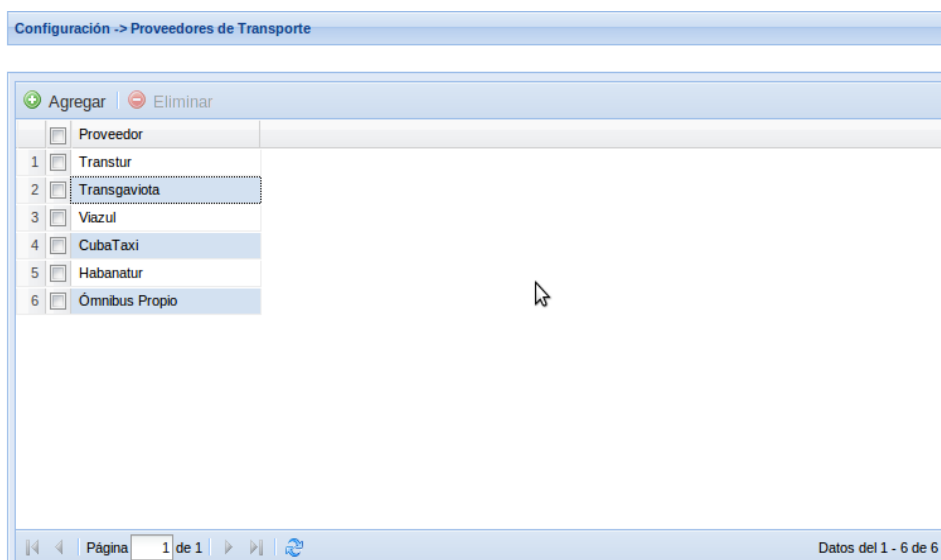 Configuración -> Proveedores de Transporte
Agregar Eliminar
Proveedor
1 Transtur
2 Transgaviota
3 Viazul
4 CubaTaxi
5 Habanatur
6 Ómnibus Propio
Página 1 de 1 Datos del 1 - 6 de 6